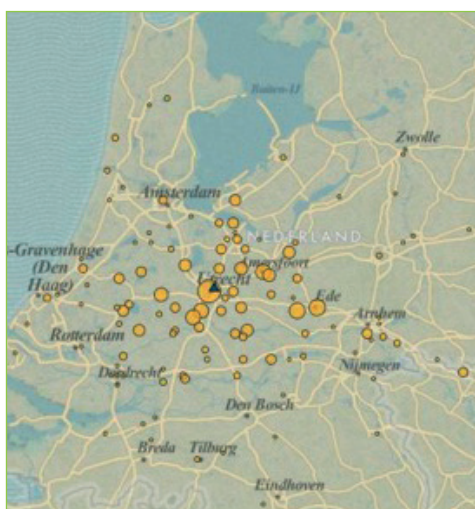 Buiten-IJ
Zwolle
Amsterdam
NEDERLAND
-Gravenhage
(Den
Haag)
Amersfoort
Utrecht
Ede
Arnhem
Rotterdam
Dordrecht
Nijmegen
Den Bosch
Breda
Tilburg
Eindhoven